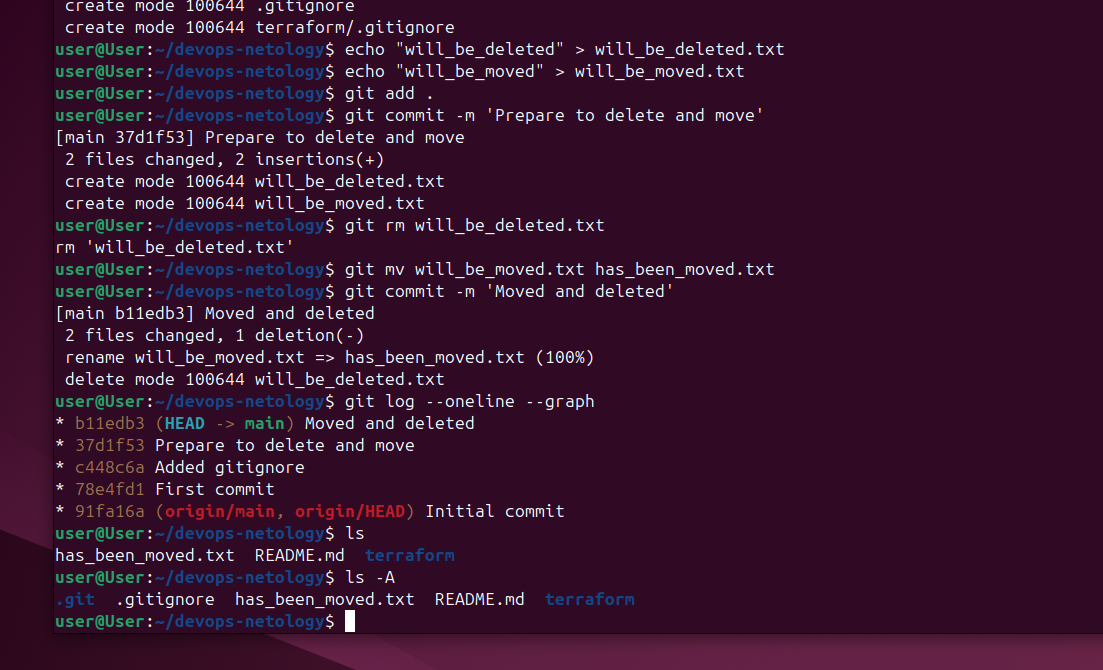 create mode 100644 .gitignore
create mode 100644 terraform/.gitignore
user@User:~/devops-netology$ echo "will_be_deleted" > will_be_deleted.txt
user@User:~/devops-netology$ echo "will_be_moved" > will_be_moved.txt
user@User:~/devops-netology$ git add .
user@User:~/devops-netology$ git commit -m 'Prepare to delete and move'
[main 37d1f53] Prepare to delete and move
 2 files changed, 2 insertions(+)
 create mode 100644 will_be_deleted.txt
 create mode 100644 will_be_moved.txt
user@User:~/devops-netology$ git rm will_be_deleted.txt
rm 'will_be_deleted.txt'
user@User:~/devops-netology$ git mv will_be_moved.txt has_been_moved.txt
user@User:~/devops-netology$ git commit -m 'Moved and deleted'
[main b11edb3] Moved and deleted
 2 files changed, 1 deletion(-)
 rename will_be_moved.txt => has_been_moved.txt (100%)
 delete mode 100644 will_be_deleted.txt
user@User:~/devops-netology$ git log --oneline --graph
* b11edb3 (HEAD -> main) Moved and deleted
* 37d1f53 Prepare to delete and move
* c448c6a Added gitignore
* 78e4fd1 First commit
* 91fa16a (origin/main, origin/HEAD) Initial commit
user@User:~/devops-netology$ ls
has_been_moved.txt  README.md  terraform
user@User:~/devops-netology$ ls -A
.git  .gitignore  has_been_moved.txt  README.md  terraform
user@User:~/devops-netology$